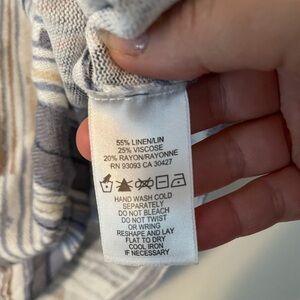 55% LINEN/LIN
25% VISCOSE
20% RAYON/RAYONNE
RN 93093 CA 30427
HAND WASH COLD
SEPARATELY
DO NOT BLEACH
DO NOT TWIST
OR WRING
RESHAPE AND LAY
FLAT TO DRY
COOL IRON
IF NECESSARY